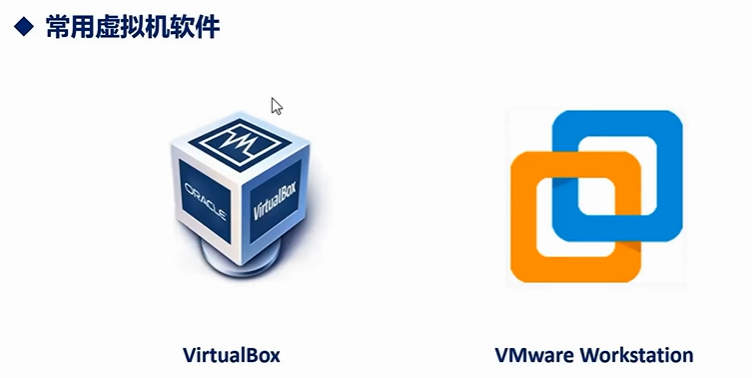 常用虚拟机软件
ORACLE
VirtualBox
VirtualBox
VMware Workstation